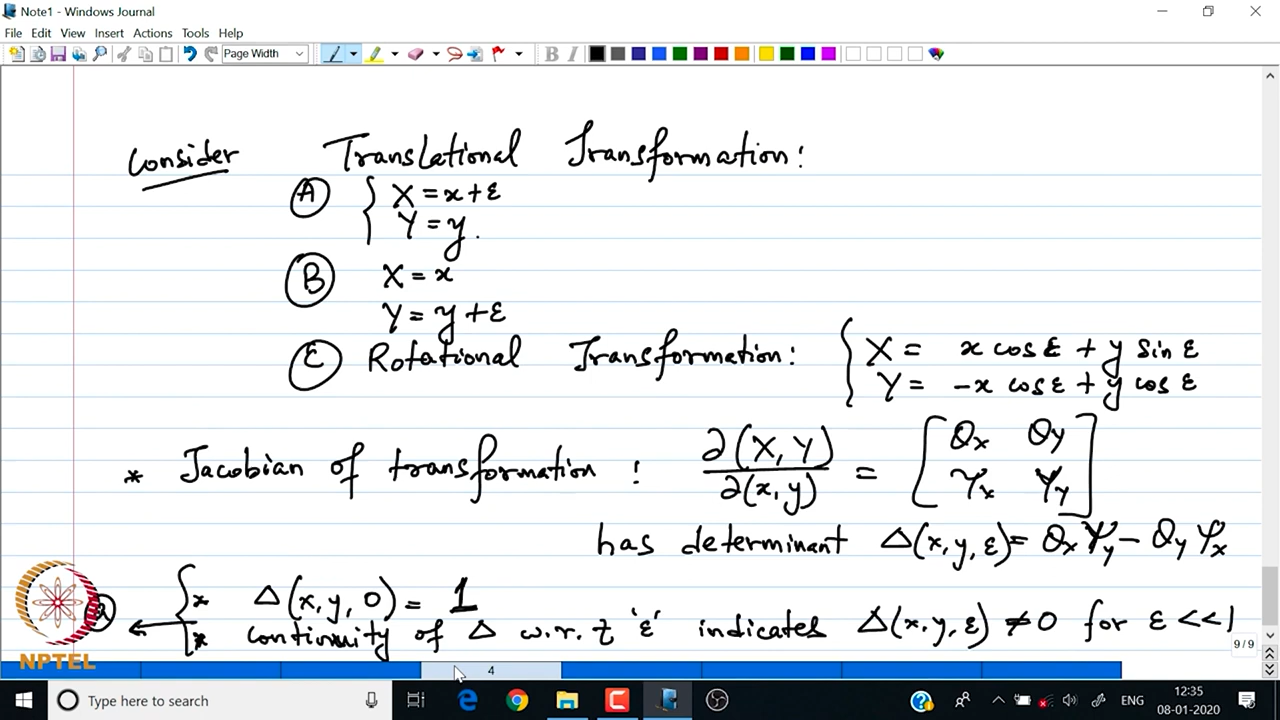 Note1 - Windows Journal
File Edit View Insert Actions Tools Help
Page Width B I
Consider Translational Transformation:
A { X = x + ε
Y = y.
B X = x
Y = y + ε
C Rotational Transformation: { X = x cos ε + y sin ε
Y = -x cos ε + y cos ε
* Jacobian of transformation : ∂(X, Y) / ∂(x, y) = [ θx θy
ψx ψy ]
has determinant Δ(x, y, ε) = θx ψy - θy ψx
{ x Δ(x, y, 0) = 1
x continuity of Δ w.r.t 'ε' indicates Δ(x.y, ε) ≠ 0 for ε << 1
9 / 9
NPTEL
4
Type here to search
ENG
12:35
08-01-2020